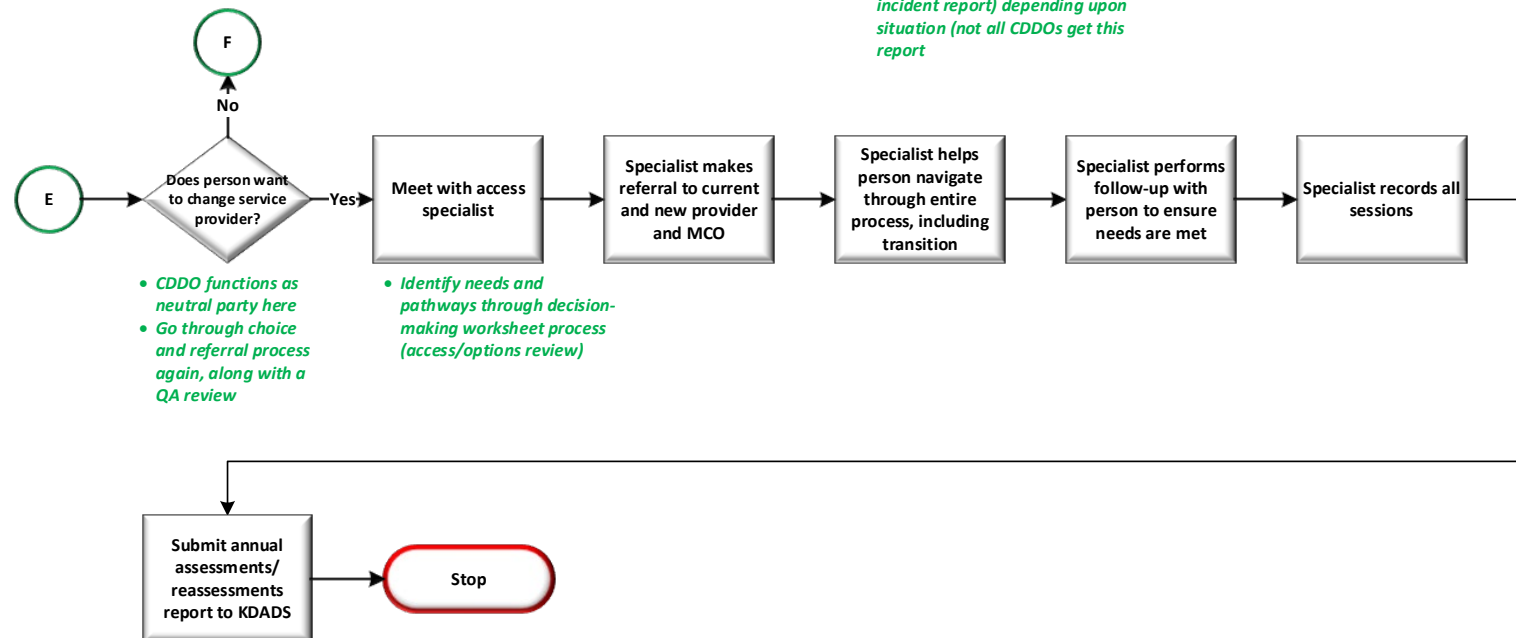 incident report) depending upon
situation (not all CDDOs get this
report
F
No
E
Does person want
to change service
provider?
Yes
Meet with access
specialist
Specialist makes
referral to current
and new provider
and MCO
Specialist helps
person navigate
through entire
process, including
transition
Specialist performs
follow-up with
person to ensure
needs are met
Specialist records all
sessions
• CDDO functions as
neutral party here
• Go through choice
and referral process
again, along with a
QA review
• Identify needs and
pathways through decision-
making worksheet process
(access/options review)
Submit annual
assessments/
reassessments
report to KDADS
Stop